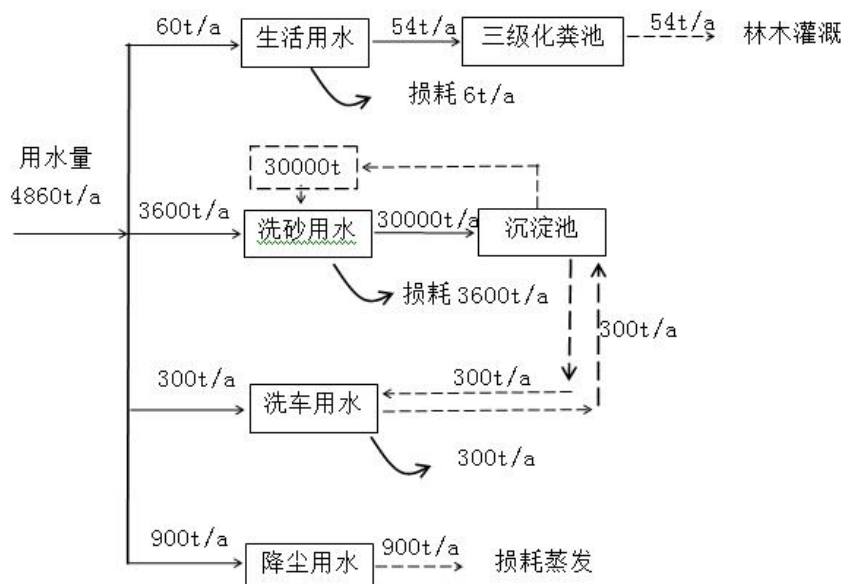 60t/a
生活用水
54t/a
三级化粪池
54t/a
林木灌溉
损耗 6t/a
用水量
4860t/a
30000t
3600t/a
洗砂用水
30000t/a
沉淀池
损耗 3600t/a
300t/a
300t/a
洗车用水
300t/a
300t/a
900t/a
降尘用水
900t/a
损耗蒸发